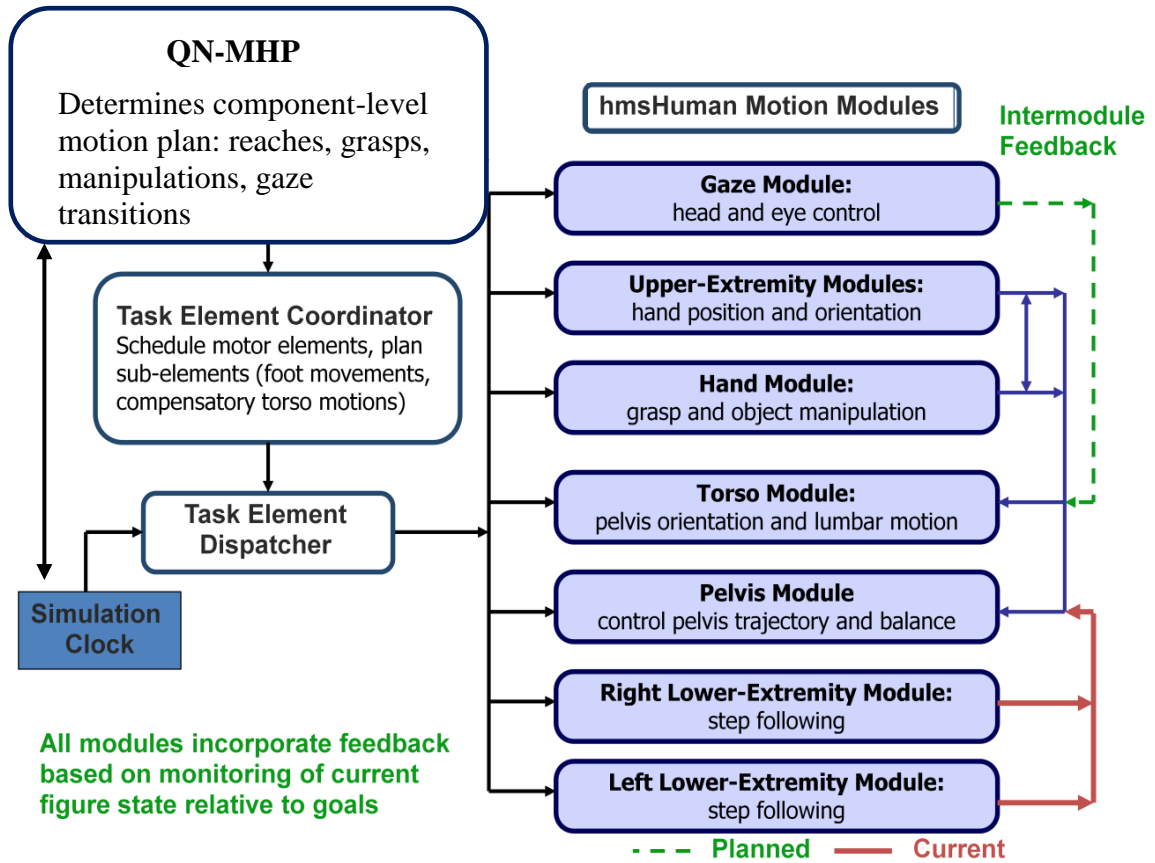 QN-MHP
Determines component-level
motion plan: reaches, grasps,
manipulations, gaze
transitions
Task Element Coordinator
Schedule motor elements, plan
sub-elements (foot movements,
compensatory torso motions)
Task Element
Dispatcher
Simulation
Clock
All modules incorporate feedback
based on monitoring of current
figure state relative to goals
hmsHuman Motion Modules
Gaze Module:
head and eye control
Upper-Extremity Modules:
hand position and orientation
Hand Module:
grasp and object manipulation
Torso Module:
pelvis orientation and lumbar motion
Pelvis Module
control pelvis trajectory and balance
Right Lower-Extremity Module:
step following
Left Lower-Extremity Module:
step following
Intermodule
Feedback
Planned
Current